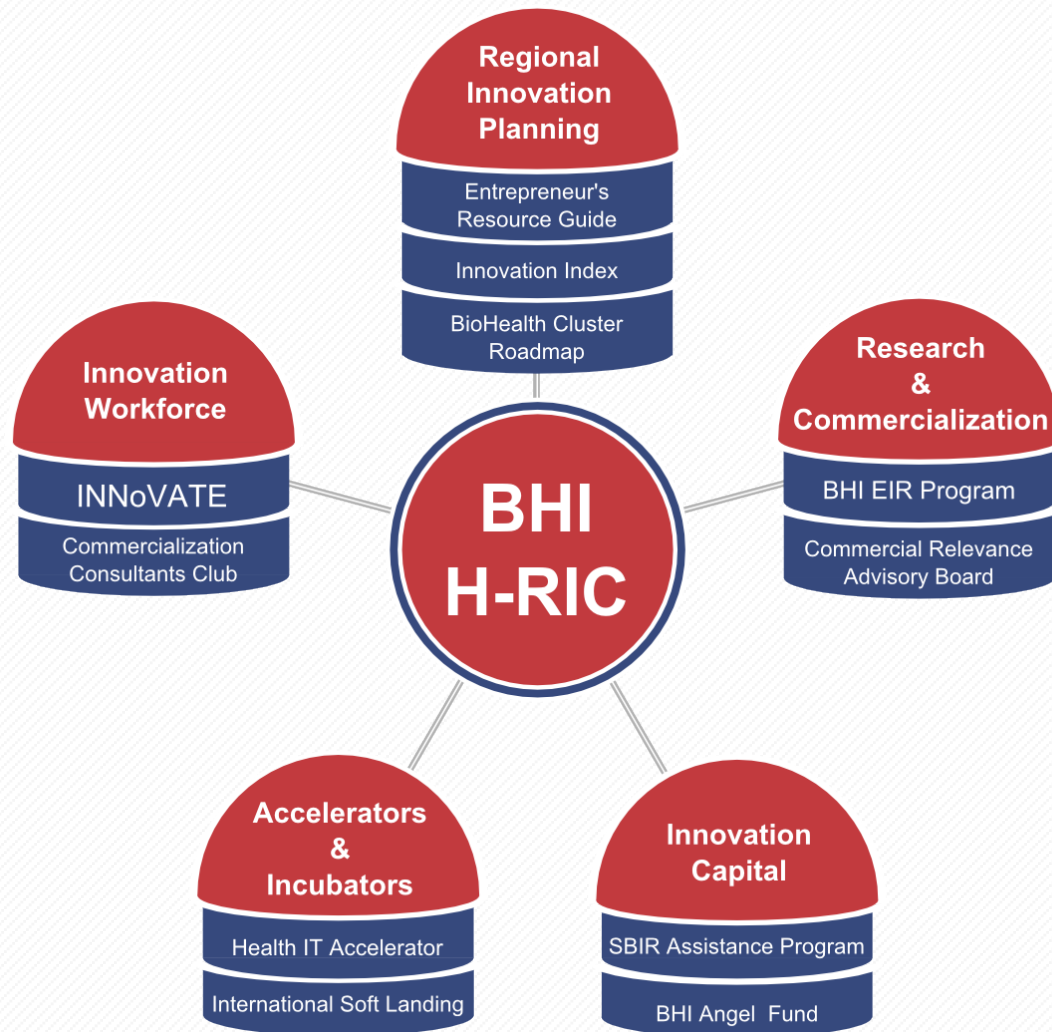 Regional
Innovation
Planning
Entrepreneur's
Resource Guide
Innovation Index
BioHealth Cluster
Roadmap
Innovation
Workforce
INNoVATE
Commercialization
Consultants Club
Research
&
Commercialization
BHI EIR Program
Commercial Relevance
Advisory Board
BHI
H-RIC
Accelerators
&
Incubators
Health IT Accelerator
International Soft Landing
Innovation
Capital
SBIR Assistance Program
BHI Angel Fund